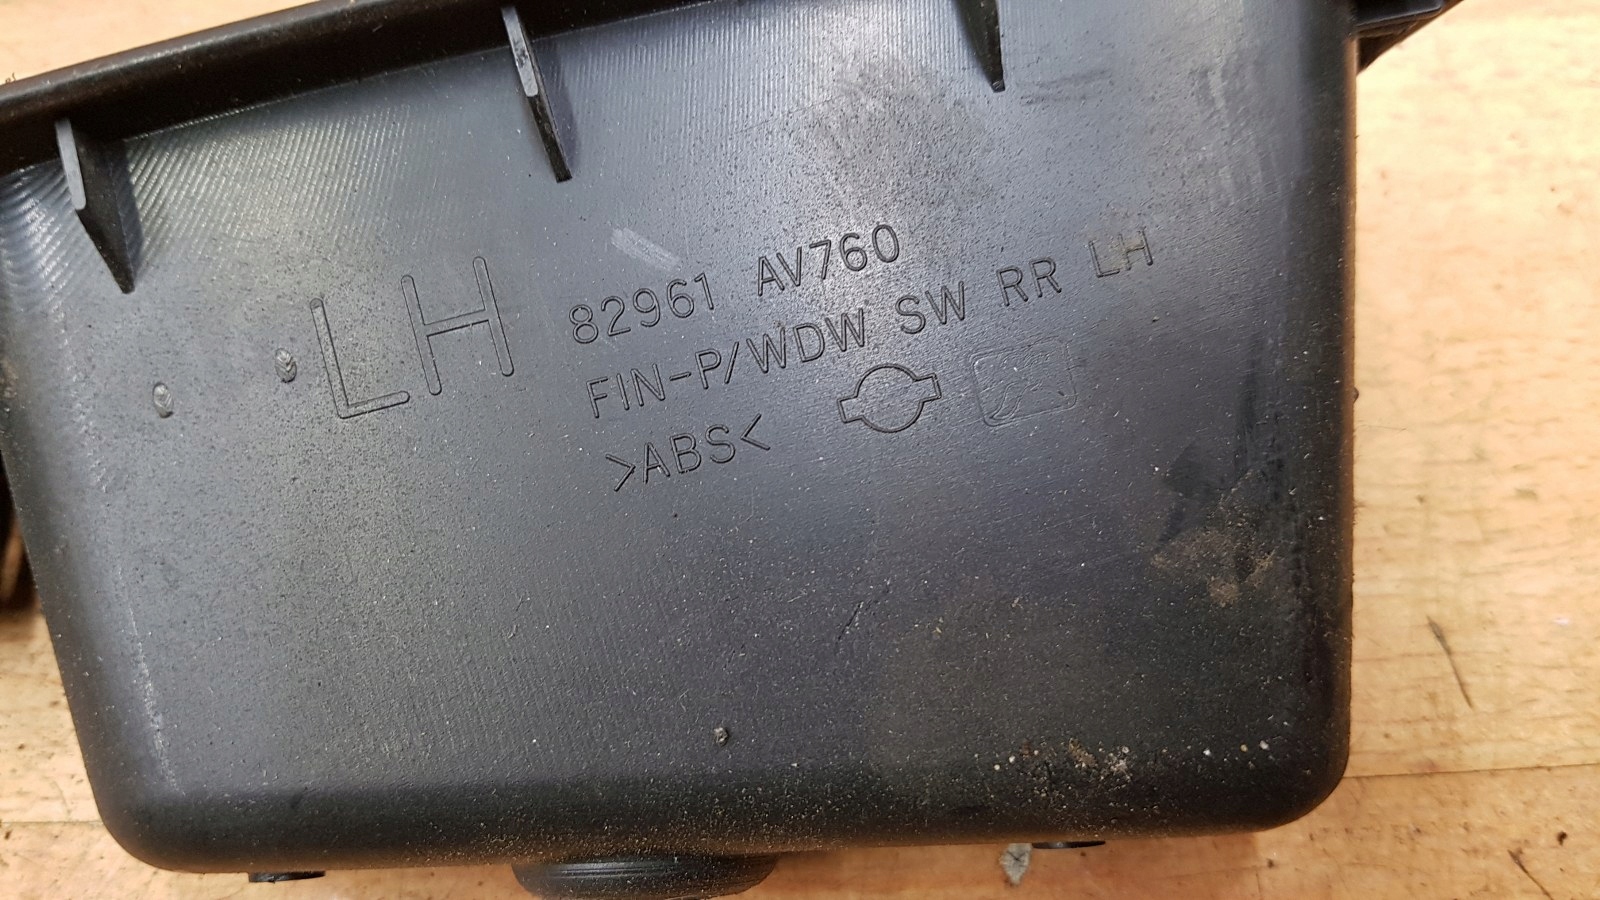 LH
82961 AV760
FIN-P/WDW SW RR LH
>ABS<